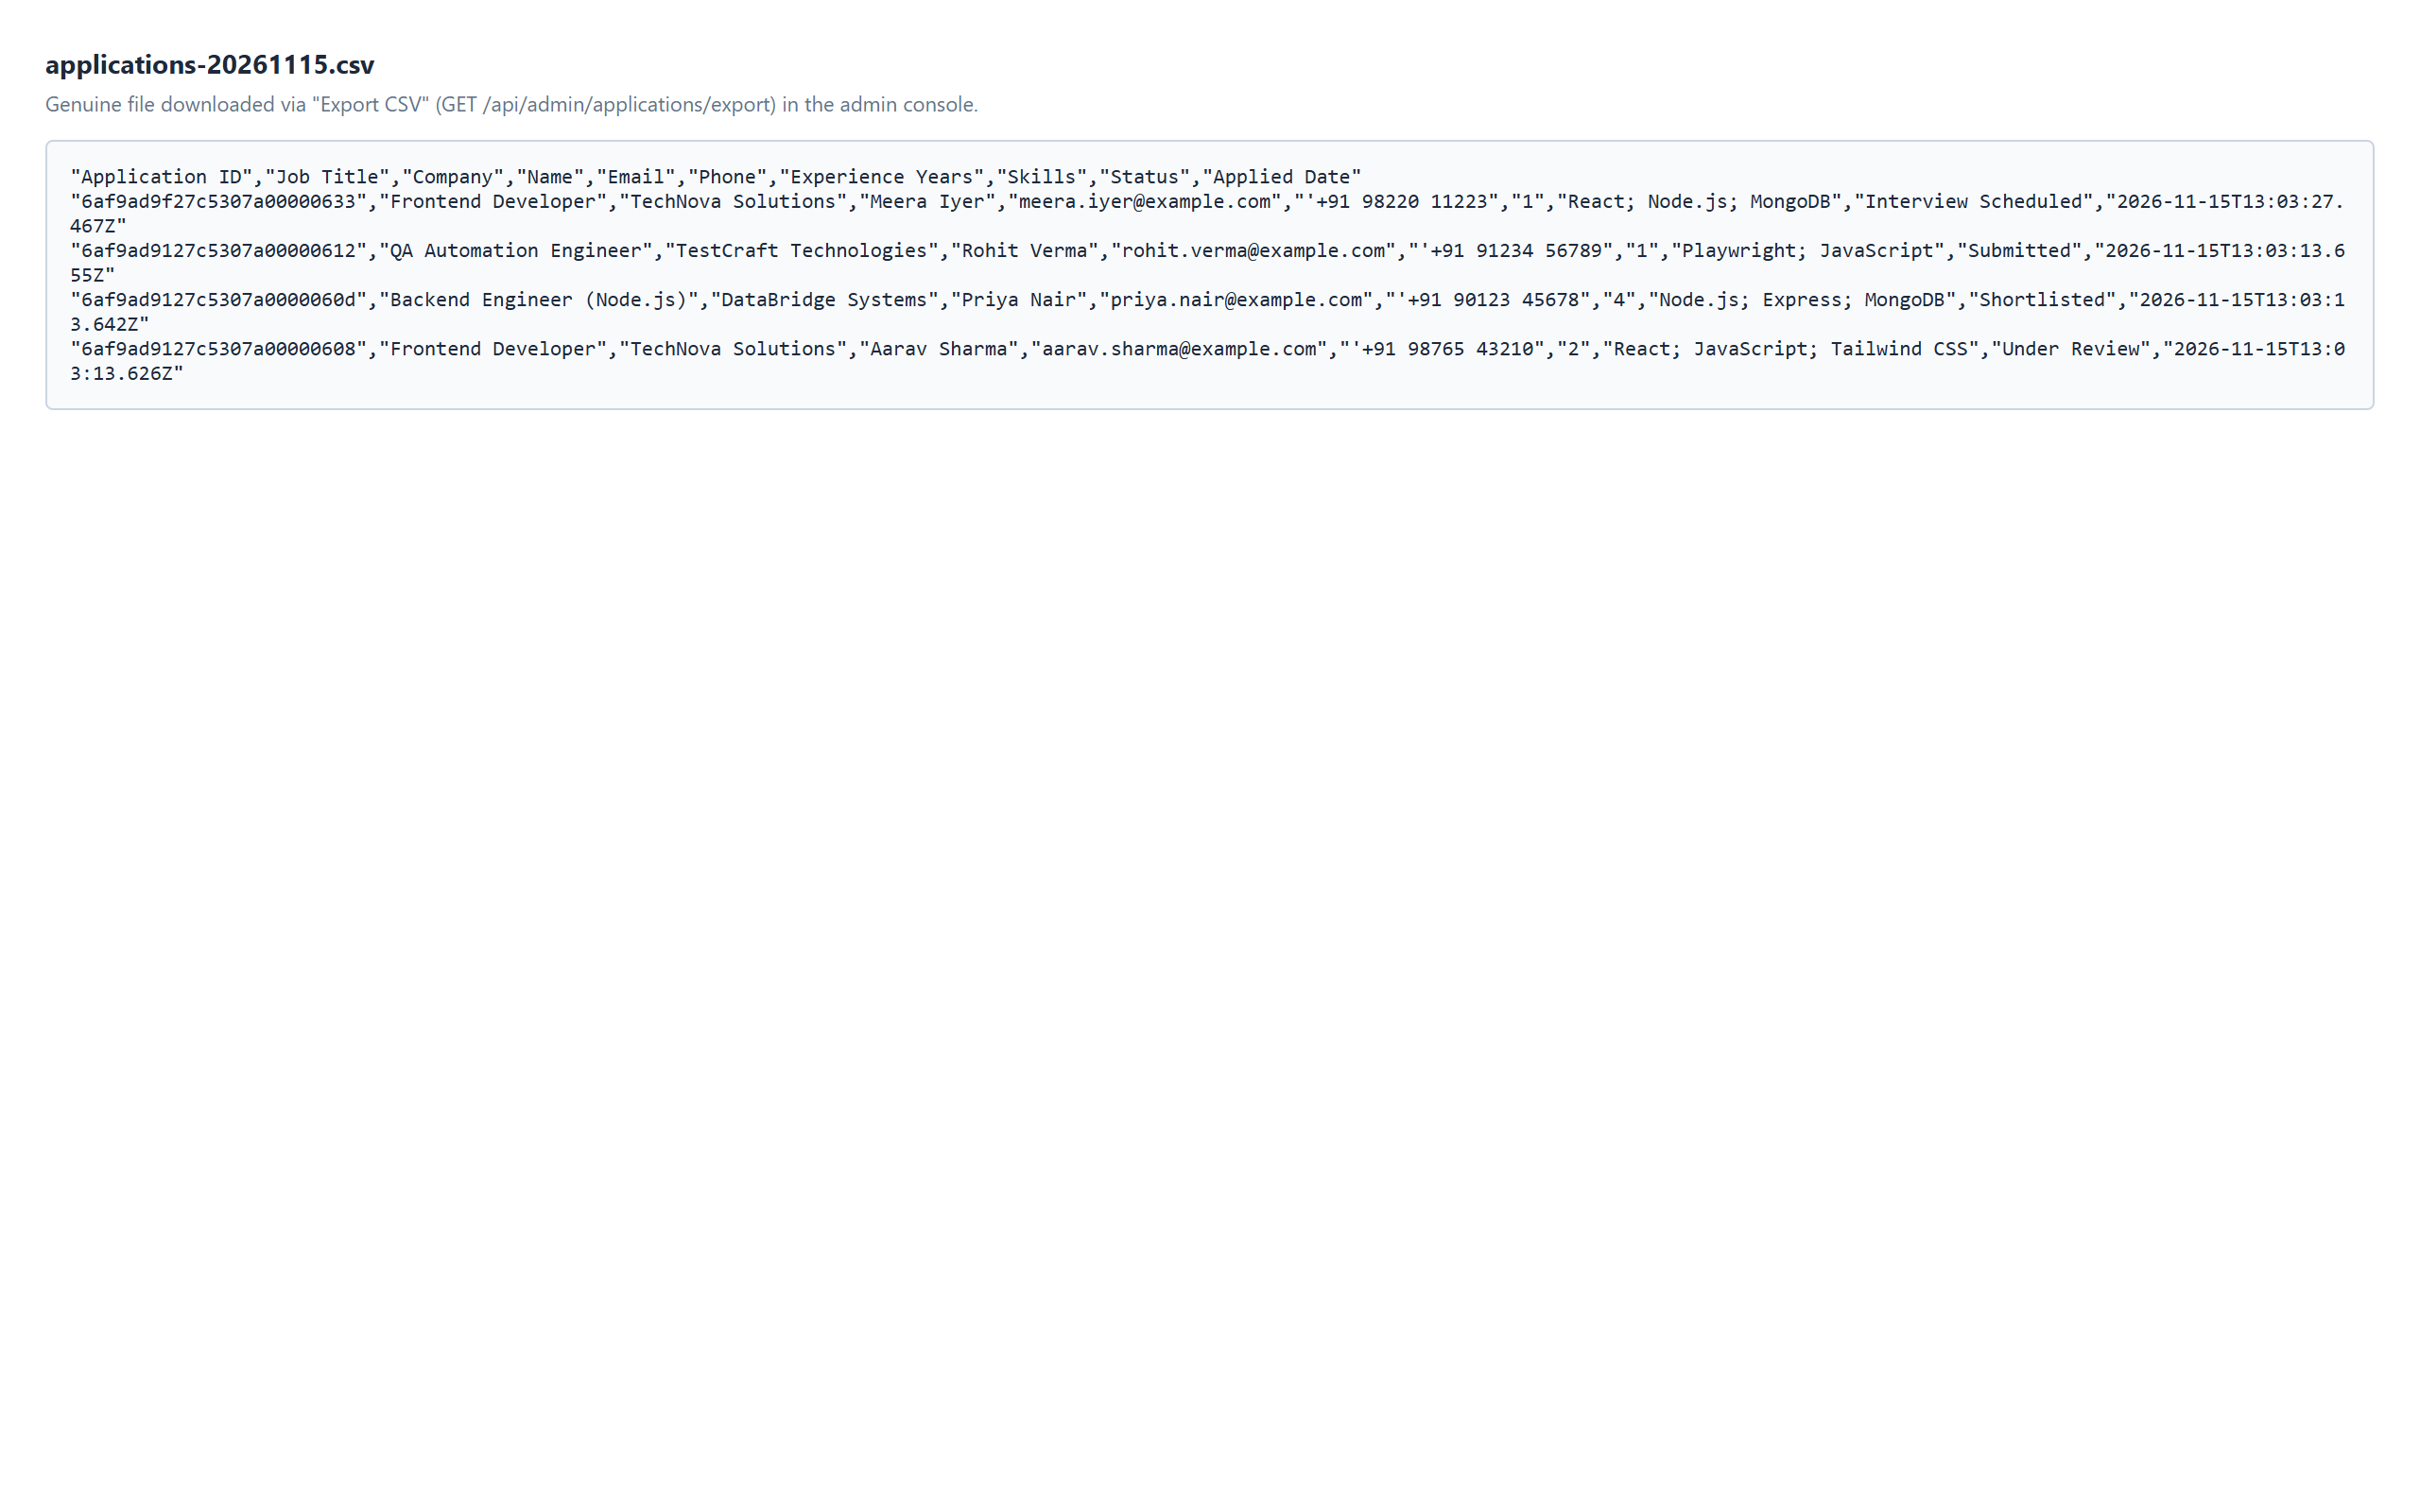 applications-20261115.csv
Genuine file downloaded via "Export CSV" (GET /api/admin/applications/export) in the admin console.
"Application ID","Job Title","Company","Name","Email","Phone","Experience Years","Skills","Status","Applied Date"
"6af9ad9f27c5307a00000633","Frontend Developer","TechNova Solutions","Meera Iyer","meera.iyer@example.com","'+91 98220 11223","1","React; Node.js; MongoDB","Interview Scheduled","2026-11-15T13:03:27.
467Z"
"6af9ad9127c5307a00000612","QA Automation Engineer","TestCraft Technologies","Rohit Verma","rohit.verma@example.com","'+91 91234 56789","1","Playwright; JavaScript","Submitted","2026-11-15T13:03:13.6
55Z"
"6af9ad9127c5307a0000060d","Backend Engineer (Node.js)","DataBridge Systems","Priya Nair","priya.nair@example.com","'+91 90123 45678","4","Node.js; Express; MongoDB","Shortlisted","2026-11-15T13:03:1
3.642Z"
"6af9ad9127c5307a00000608","Frontend Developer","TechNova Solutions","Aarav Sharma","aarav.sharma@example.com","'+91 98765 43210","2","React; JavaScript; Tailwind CSS","Under Review","2026-11-15T13:0
3:13.626Z"